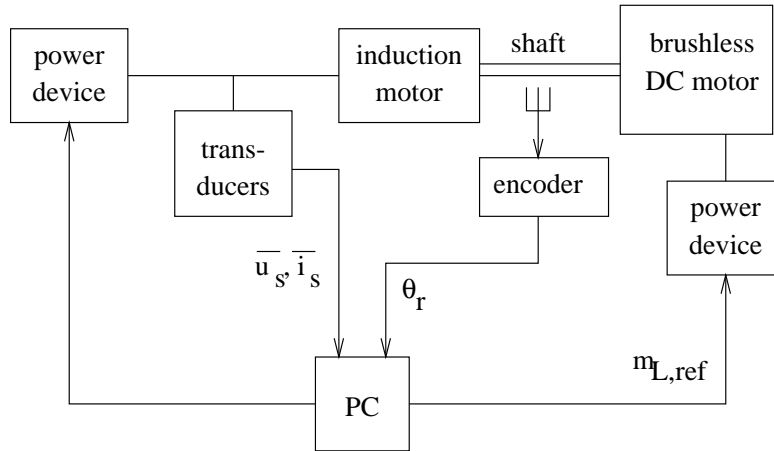 power
device
induction
motor
shaft
brushless
DC motor
trans-
ducers
encoder
power
device
u̅s, i̅s
θr
mL,ref
PC